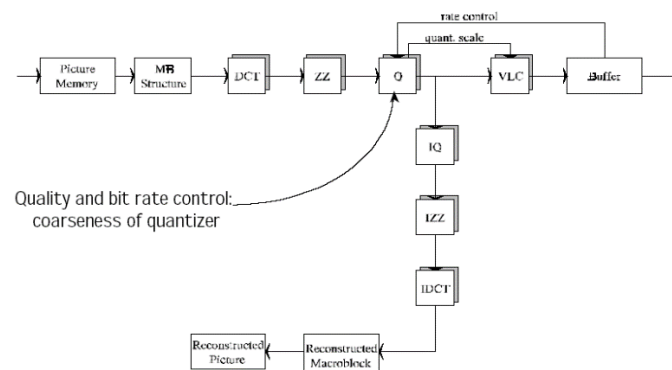 rate control
quant. scale
Picture
Memory
MB
Structure
DCT
ZZ
Q
VLC
Buffer
IQ
Quality and bit rate control:
coarseness of quantizer
IZZ
IDCT
Reconstructed
Picture
Reconstructed
Macroblock